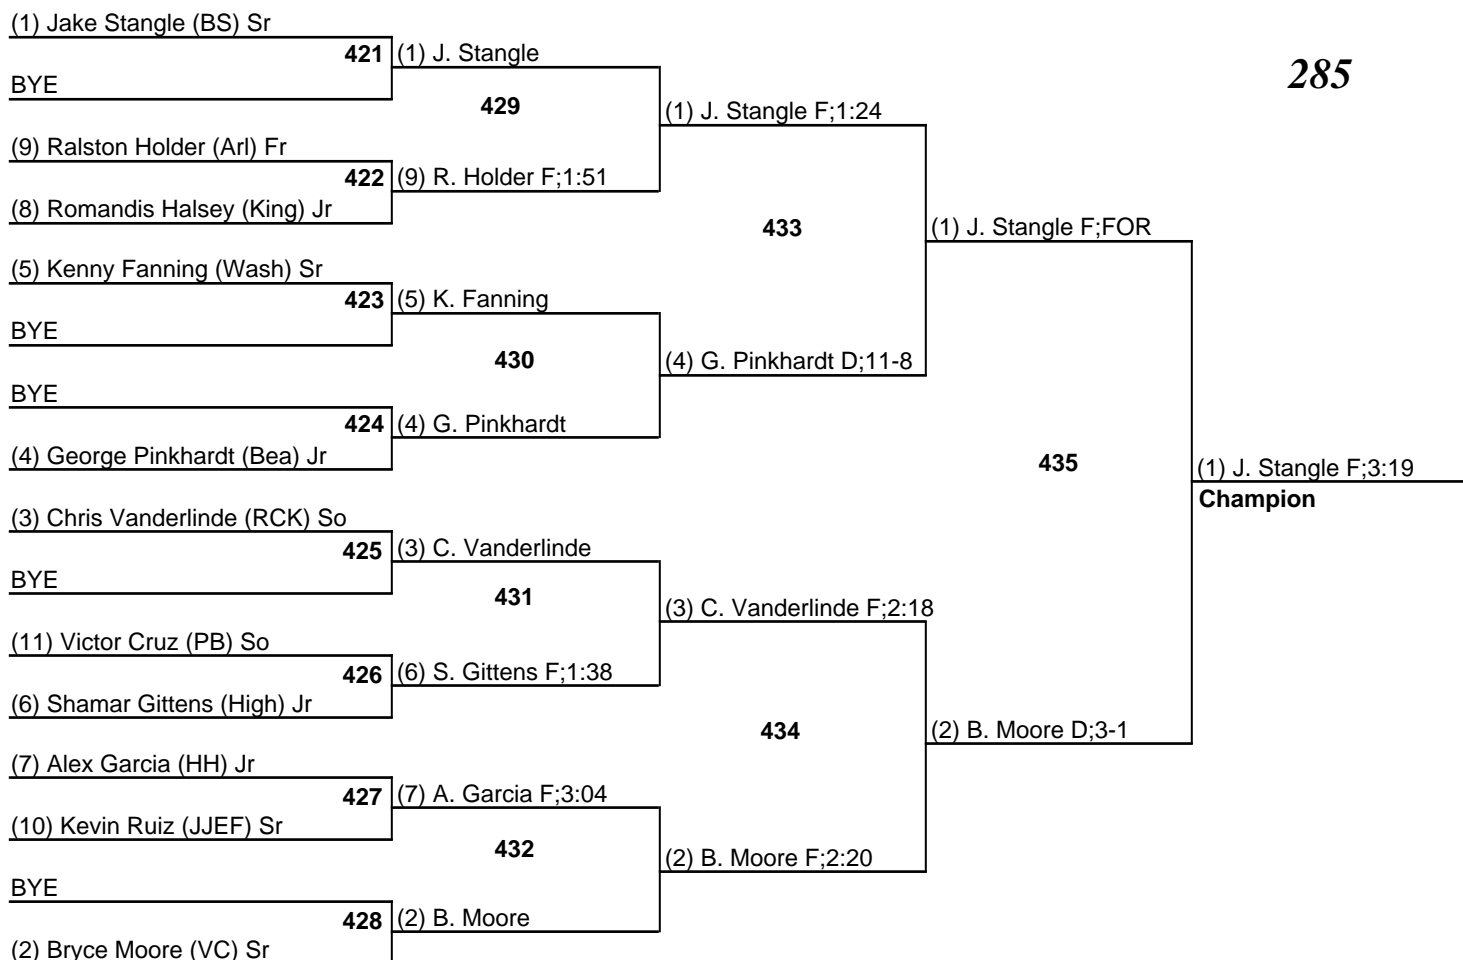 (1) Jake Stangle (BS) Sr
421 (1) J. Stangle
285
BYE
429
(1) J. Stangle F;1:24
(9) Ralston Holder (Arl) Fr
422 (9) R. Holder F;1:51
(8) Romandis Halsey (King) Jr
433
(1) J. Stangle F;FOR
(5) Kenny Fanning (Wash) Sr
423 (5) K. Fanning
BYE
430
(4) G. Pinkhardt D;11-8
BYE
424 (4) G. Pinkhardt
(4) George Pinkhardt (Bea) Jr
435
(1) J. Stangle F;3:19
Champion
(3) Chris Vanderlinde (RCK) So
425 (3) C. Vanderlinde
BYE
431
(3) C. Vanderlinde F;2:18
(11) Victor Cruz (PB) So
426 (6) S. Gittens F;1:38
(6) Shamar Gittens (High) Jr
434
(2) B. Moore D;3-1
(7) Alex Garcia (HH) Jr
427 (7) A. Garcia F;3:04
(10) Kevin Ruiz (JJEF) Sr
432
(2) B. Moore F;2:20
BYE
428 (2) B. Moore
(2) Bryce Moore (VC) Sr